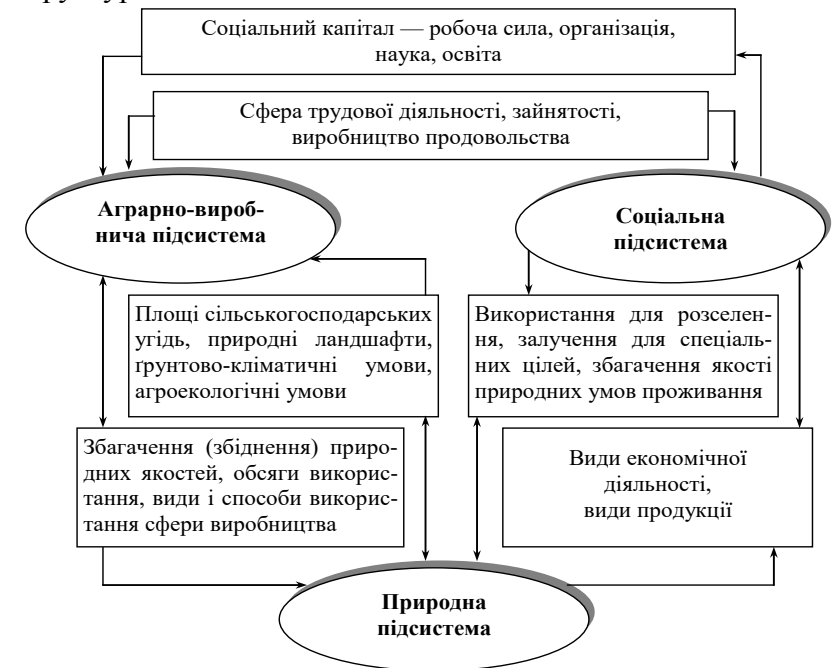 Соціальний капітал — робоча сила, організація,
наука, освіта
Сфера трудової діяльності, зайнятості,
виробництво продовольства
Аграрно-вироб-
нича підсистема
Соціальна
підсистема
Площі сільськогосподарських
угідь, природні ландшафти,
ґрунтово-кліматичні умови,
агроекологічні умови
Використання для розселен-
ня, залучення для спеціаль-
них цілей, збагачення якості
природних умов проживання
Збагачення (збіднення) приро-
дних якостей, обсяги викорис-
тання, види і способи викорис-
тання сфери виробництва
Види економічної
діяльності,
види продукції
Природна
підсистема